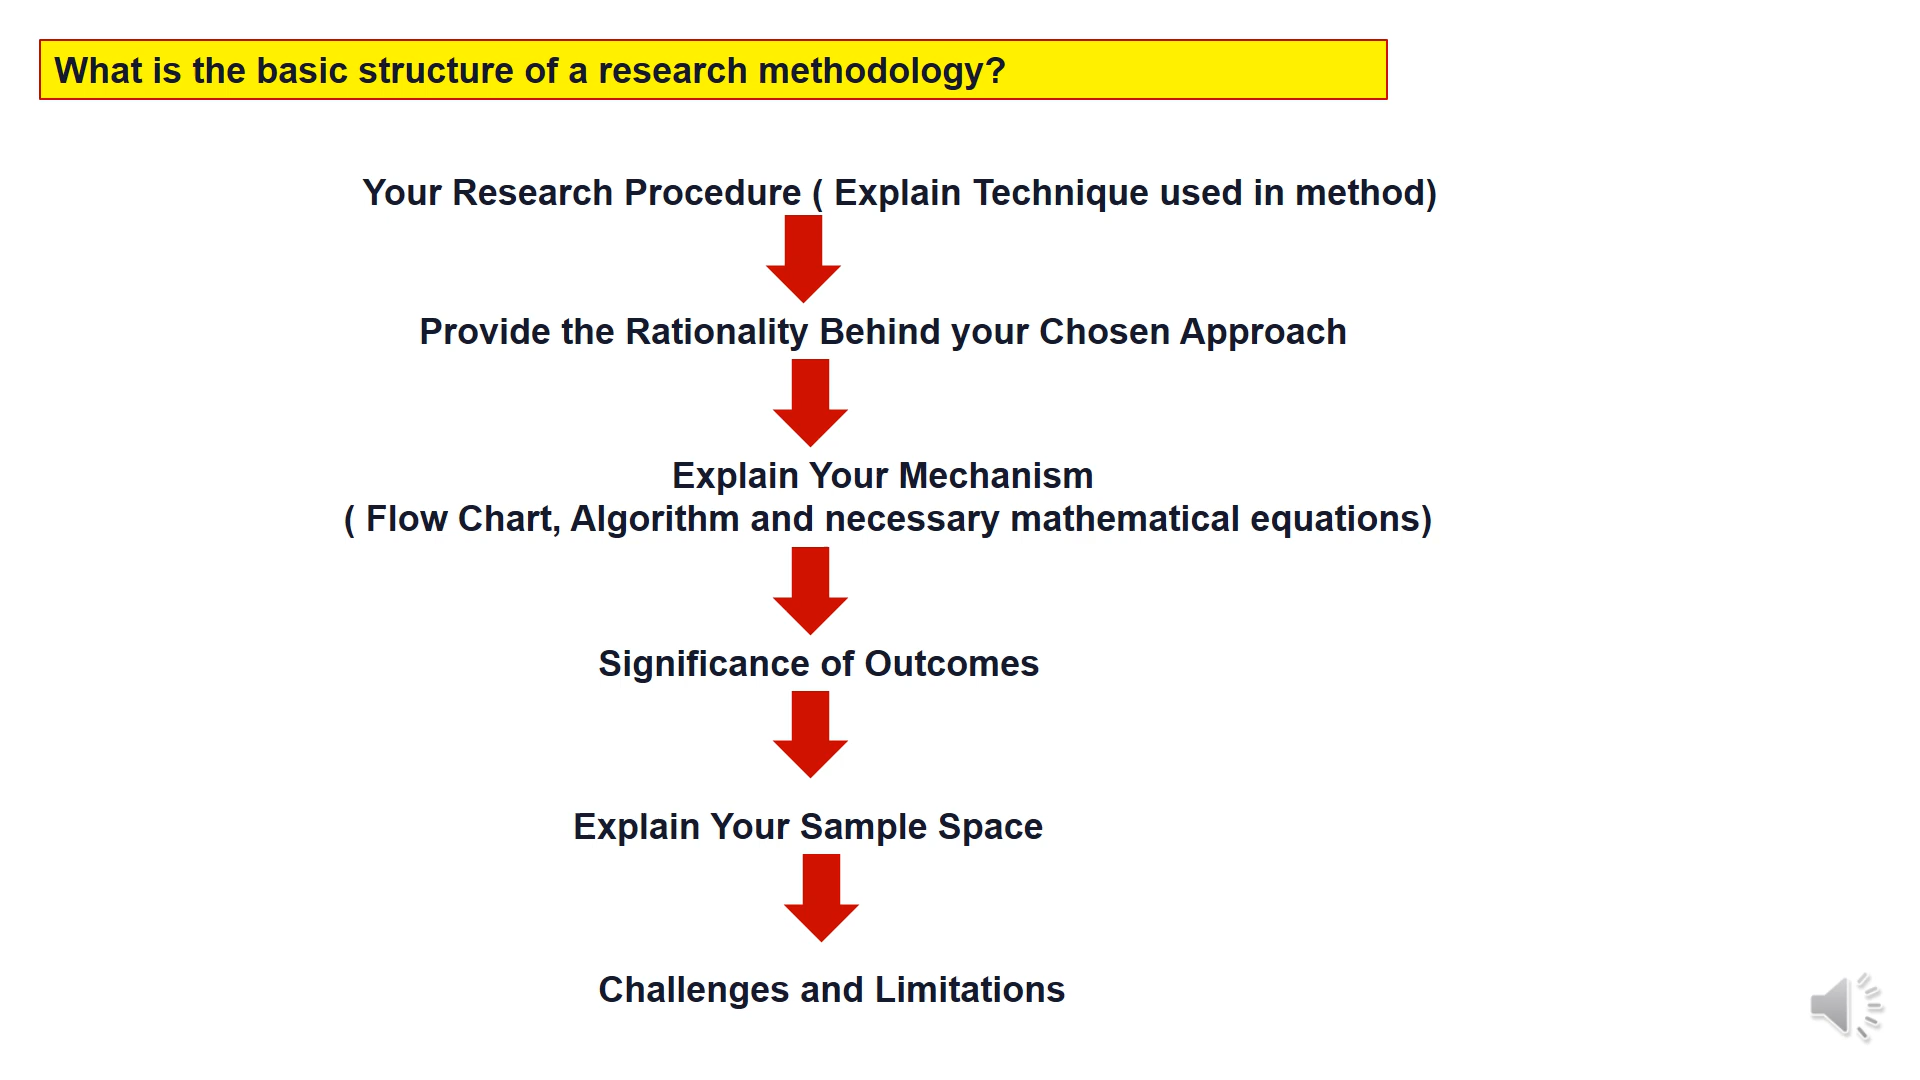 What is the basic structure of a research methodology?
Your Research Procedure ( Explain Technique used in method)
Provide the Rationality Behind your Chosen Approach
Explain Your Mechanism
( Flow Chart, Algorithm and necessary mathematical equations)
Significance of Outcomes
Explain Your Sample Space
Challenges and Limitations